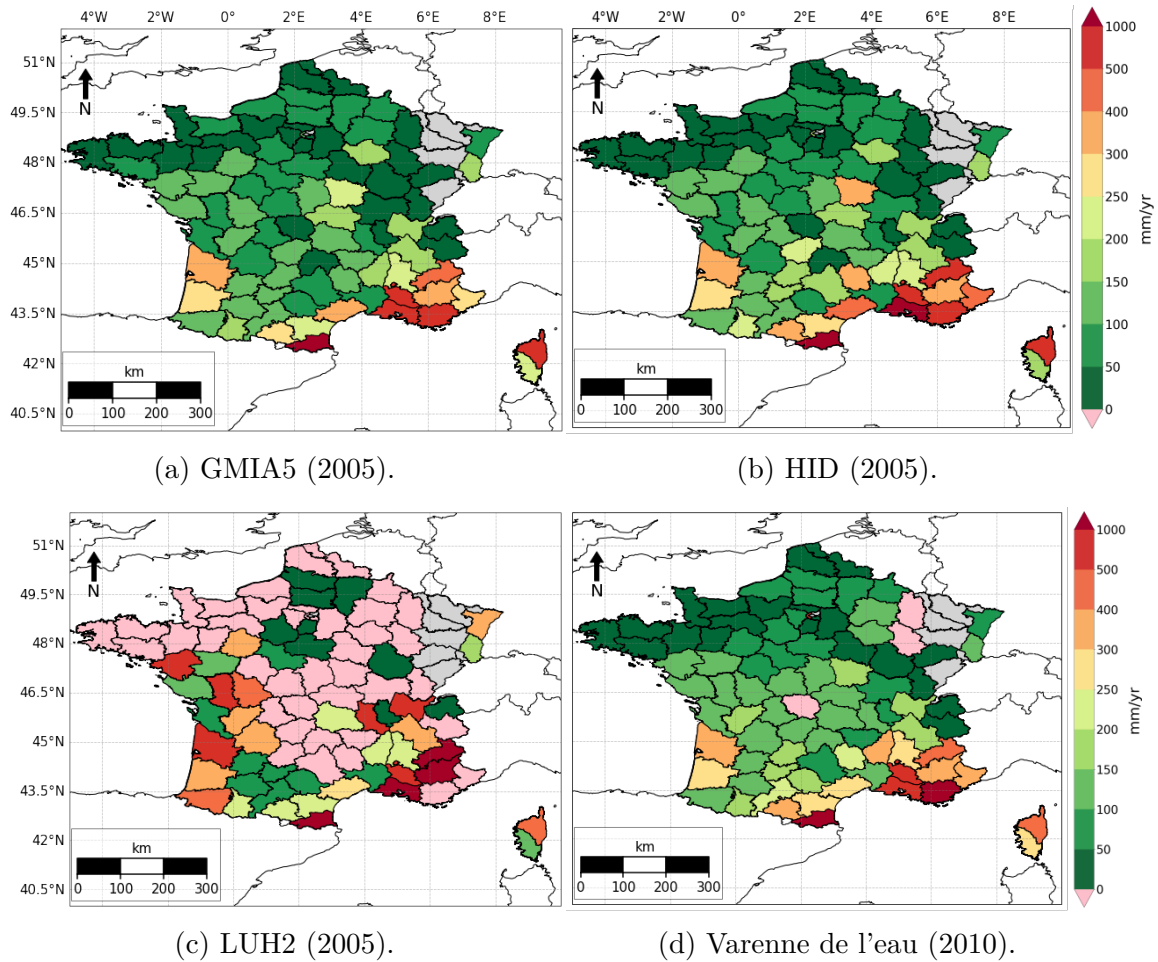 4°W 2°W 0° 2°E 4°E 6°E 8°E 4°W 2°W 0° 2°E 4°E 6°E 8°E
51°N
49.5°N
48°N
46.5°N
45°N
43.5°N
42°N
40.5°N
N
km
0 100 200 300
N
km
0 100 200 300
1000
500
400
300
250
200
150
100
50
0
mm/yr
(a) GMIA5 (2005).
(b) HID (2005).
51°N
49.5°N
48°N
46.5°N
45°N
43.5°N
42°N
40.5°N
N
km
0 100 200 300
N
km
0 100 200 300
1000
500
400
300
250
200
150
100
50
0
mm/yr
(c) LUH2 (2005).
(d) Varenne de l'eau (2010).